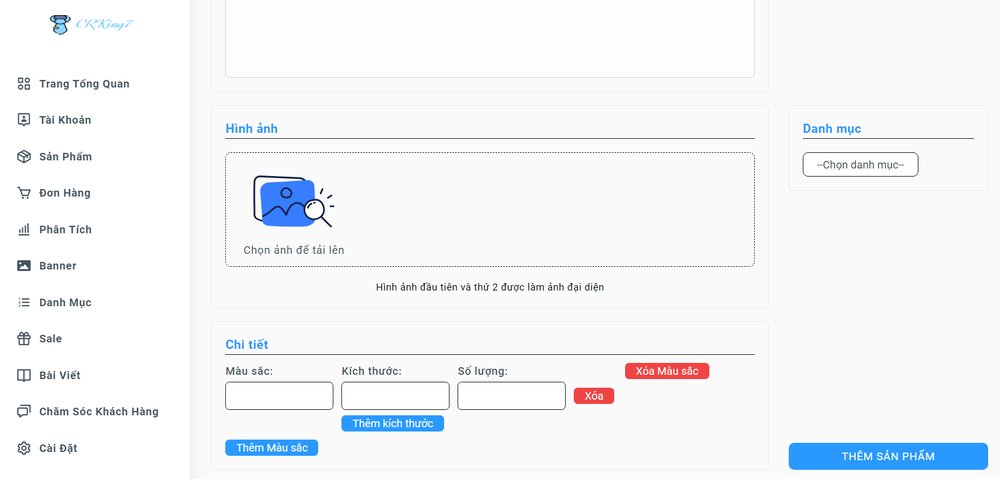 CRKing7
Trang Tổng Quan
Tài Khoản
Sản Phẩm
Đơn Hàng
Phân Tích
Banner
Danh Mục
Sale
Bài Viết
Chăm Sóc Khách Hàng
Cài Đặt
Hình ảnh
Chọn ảnh để tải lên
Hình ảnh đầu tiên và thứ 2 được làm ảnh đại diện
Danh mục
--Chọn danh mục--
Chi tiết
Màu sắc: Kích thước: Số lượng: Xóa Màu sắc
Xóa
Thêm kích thước
Thêm Màu sắc
THÊM SẢN PHẨM